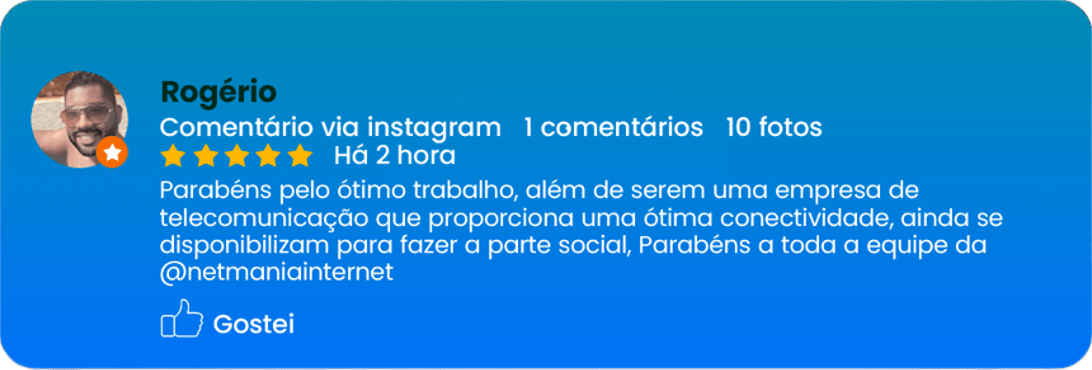 Rogério
Comentário via instagram 1 comentários 10 fotos
Há 2 hora
Parabéns pelo ótimo trabalho, além de serem uma empresa de
telecomunicação que proporciona uma ótima conectividade, ainda se
disponibilizam para fazer a parte social, Parabéns a toda a equipe da
@netmaniainternet
Gostei